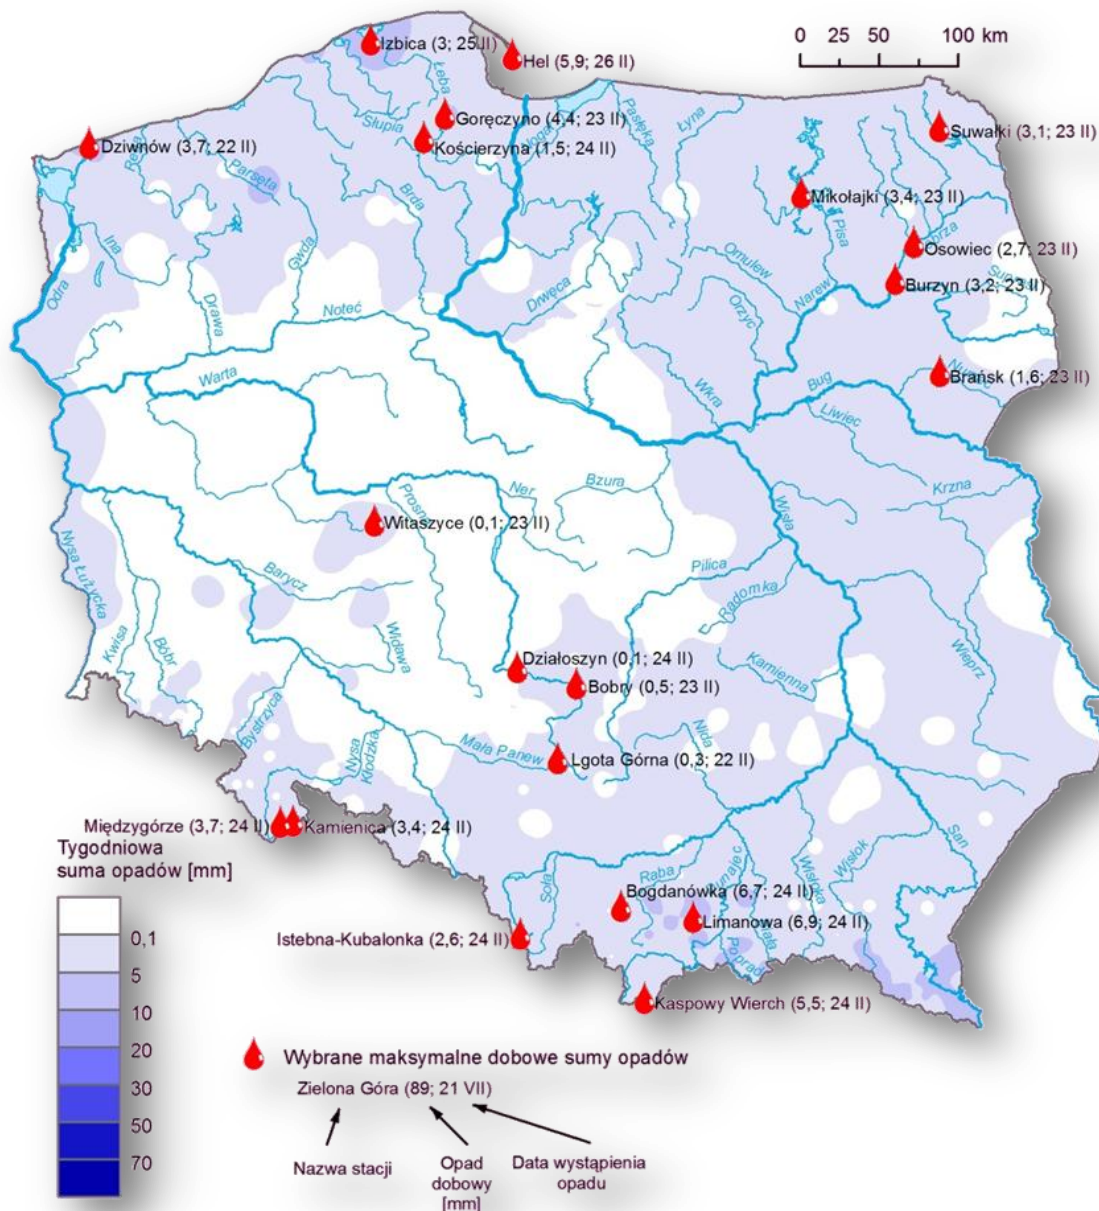 Izbica (3; 25 II)
Hel (5,9; 26 II)
0 25 50 100 km
Łeba
Goręczyno (4,4; 23 II)
Słupia
Kościerzyna (1,5; 24 II)
Pasłęka
Łyna
Suwałki (3,1; 23 II)
Dziwnów (3,7; 22 II)
Rega
Parsęta
Brda
Mikołajki (3,4; 23 II)
Pisa
Ina
Gwda
Osowiec (2,7; 23 II)
Omulew
Burzyn (3,2; 23 II)
Odra
Drawa
Noteć
Drwęca
Narew
Orzyc
Warta
Wkra
Bug
Brańsk (1,6; 23 II)
Liwiec
Ner
Bzura
Krzna
Witaszyce (0,1; 23 II)
Wisła
Nysa Łużycka
Barycz
Pilica
Radomka
Kwisa
Bóbr
Widawa
Działoszyn (0,1; 24 II)
Bobry (0,5; 23 II)
Kamienna
Wieprz
Bystrzyca
Nysa
Kłodzka
Mała Panew
Lgota Górna (0,3; 22 II)
Nida
Międzygórze (3,7; 24 II)
Kamienica (3,4; 24 II)
San
Soła
Raba
Dunajec
Wisłoka
Wisłok
Bogdanówka (6,7; 24 II)
Limanowa (6,9; 24 II)
Biała
Poprad
Istebna-Kubalonka (2,6; 24 II)
Kaspowy Wierch (5,5; 24 II)
Tygodniowa
suma opadów [mm]
0,1
5
10
20
30
50
70
Wybrane maksymalne dobowe sumy opadów
Zielona Góra (89; 21 VII)
Nazwa stacji
Opad
dobowy
[mm]
Data wystąpienia
opadu